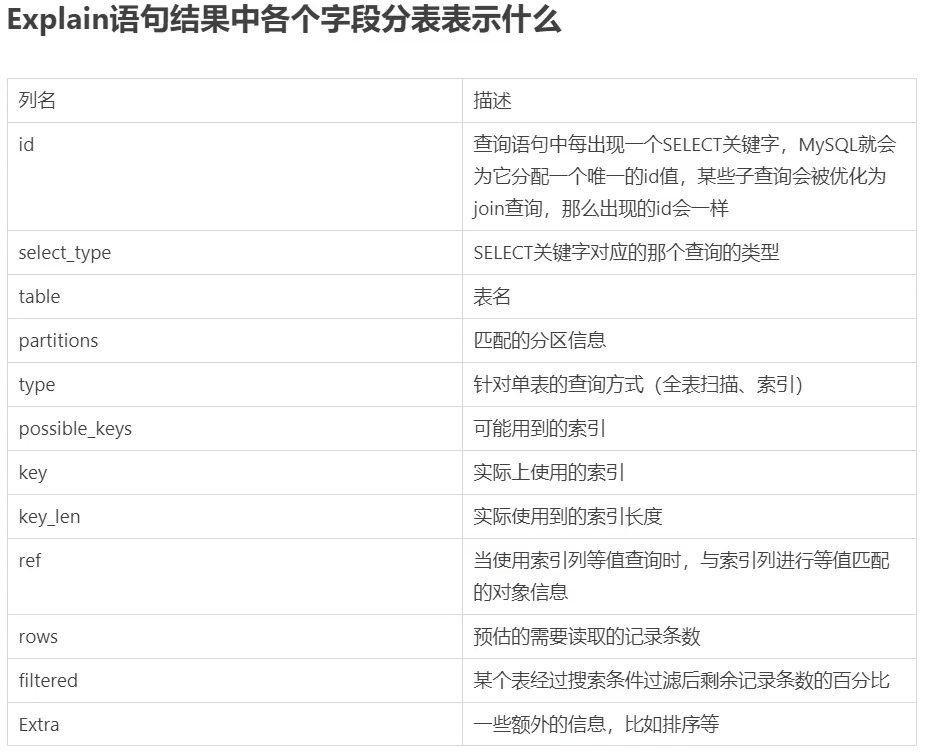 Explain语句结果中各个字段分表表示什么
列名
描述
id
查询语句中每出现一个SELECT关键字，MySQL就会
为它分配一个唯一的id值，某些子查询会被优化为
join查询，那么出现的id会一样
select_type
SELECT关键字对应的那个查询的类型
table
表名
partitions
匹配的分区信息
type
针对单表的查询方式（全表扫描、索引）
possible_keys
可能用到的索引
key
实际上使用的索引
key_len
实际使用到的索引长度
ref
当使用索引列等值查询时，与索引列进行等值匹配
的对象信息
rows
预估的需要读取的记录条数
filtered
某个表经过搜索条件过滤后剩余记录条数的百分比
Extra
一些额外的信息，比如排序等